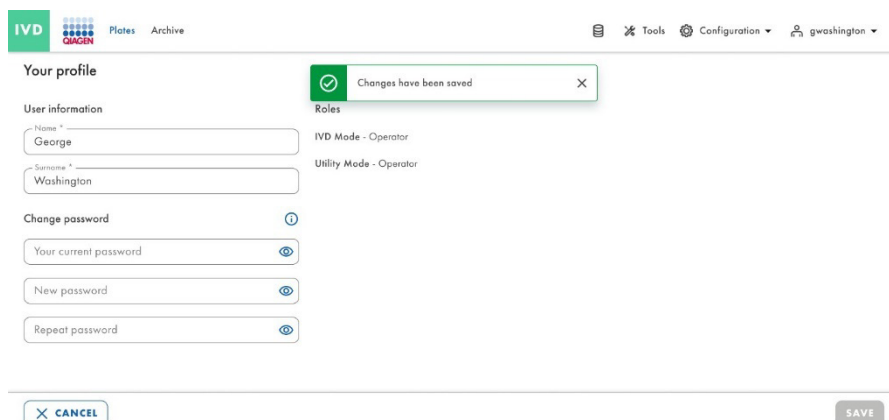 IVD
QIAGEN
Plates
Archive
Tools
Configuration
gwashington
Your profile
Changes have been saved
User information
Roles
Name *
George
IVD Mode - Operator
Utility Mode - Operator
Surname *
Washington
Change password
Your current password
New password
Repeat password
CANCEL
SAVE